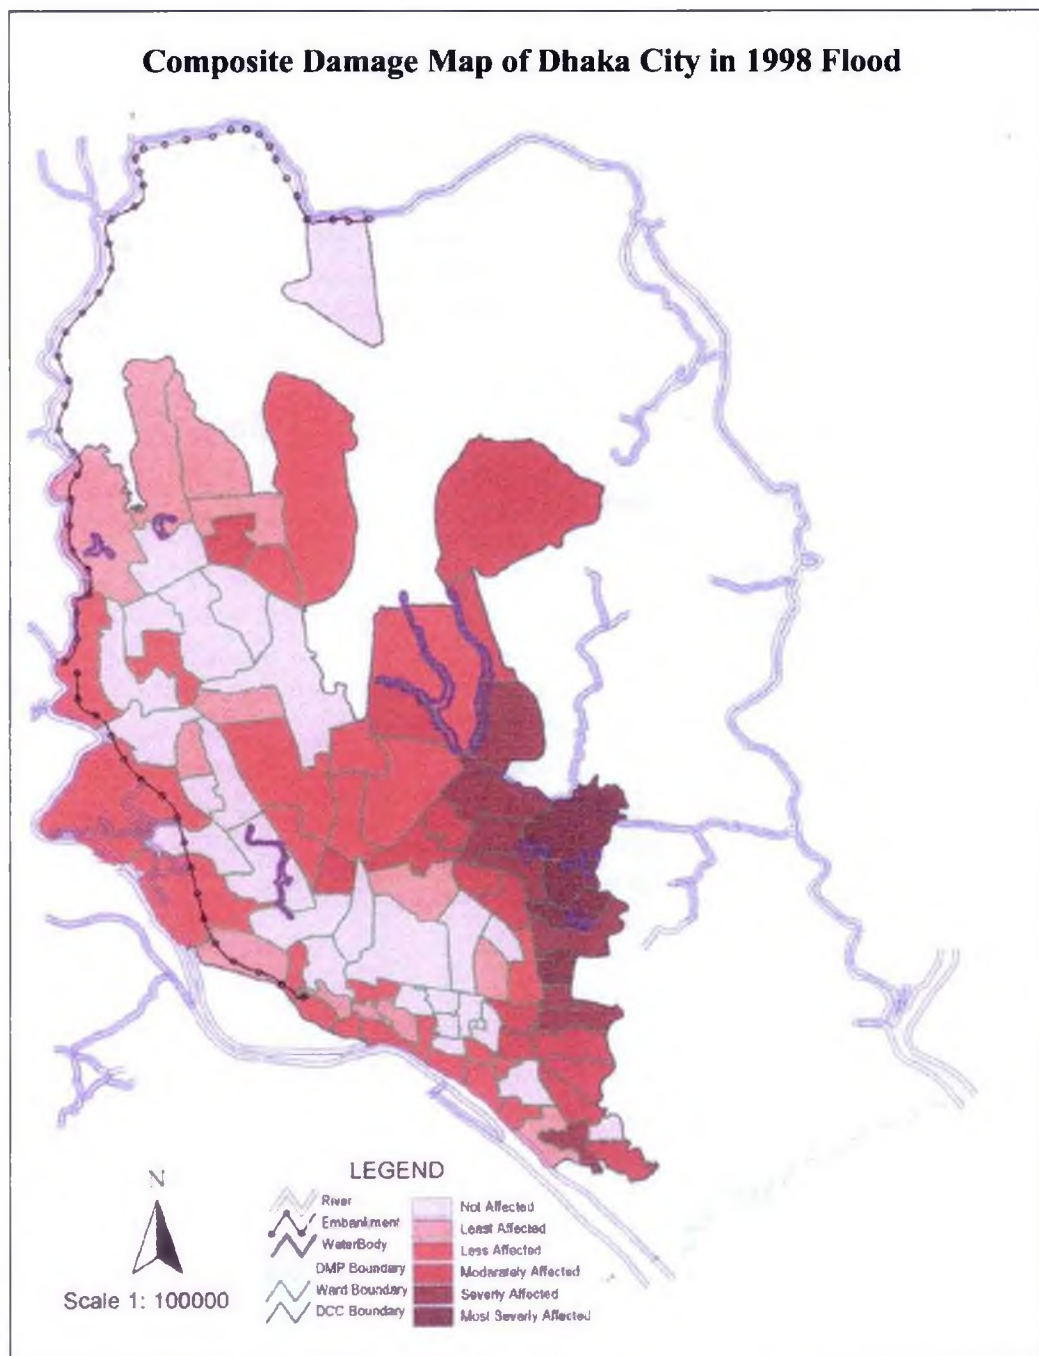 Composite Damage Map of Dhaka City in 1998 Flood
N
Scale 1: 100000
LEGEND
River
Embankment
WaterBody
DMP Boundary
Ward Boundary
DCC Boundary
Not Affected
Least Affected
Less Affected
Moderately Affected
Severly Affected
Most Severly Affected